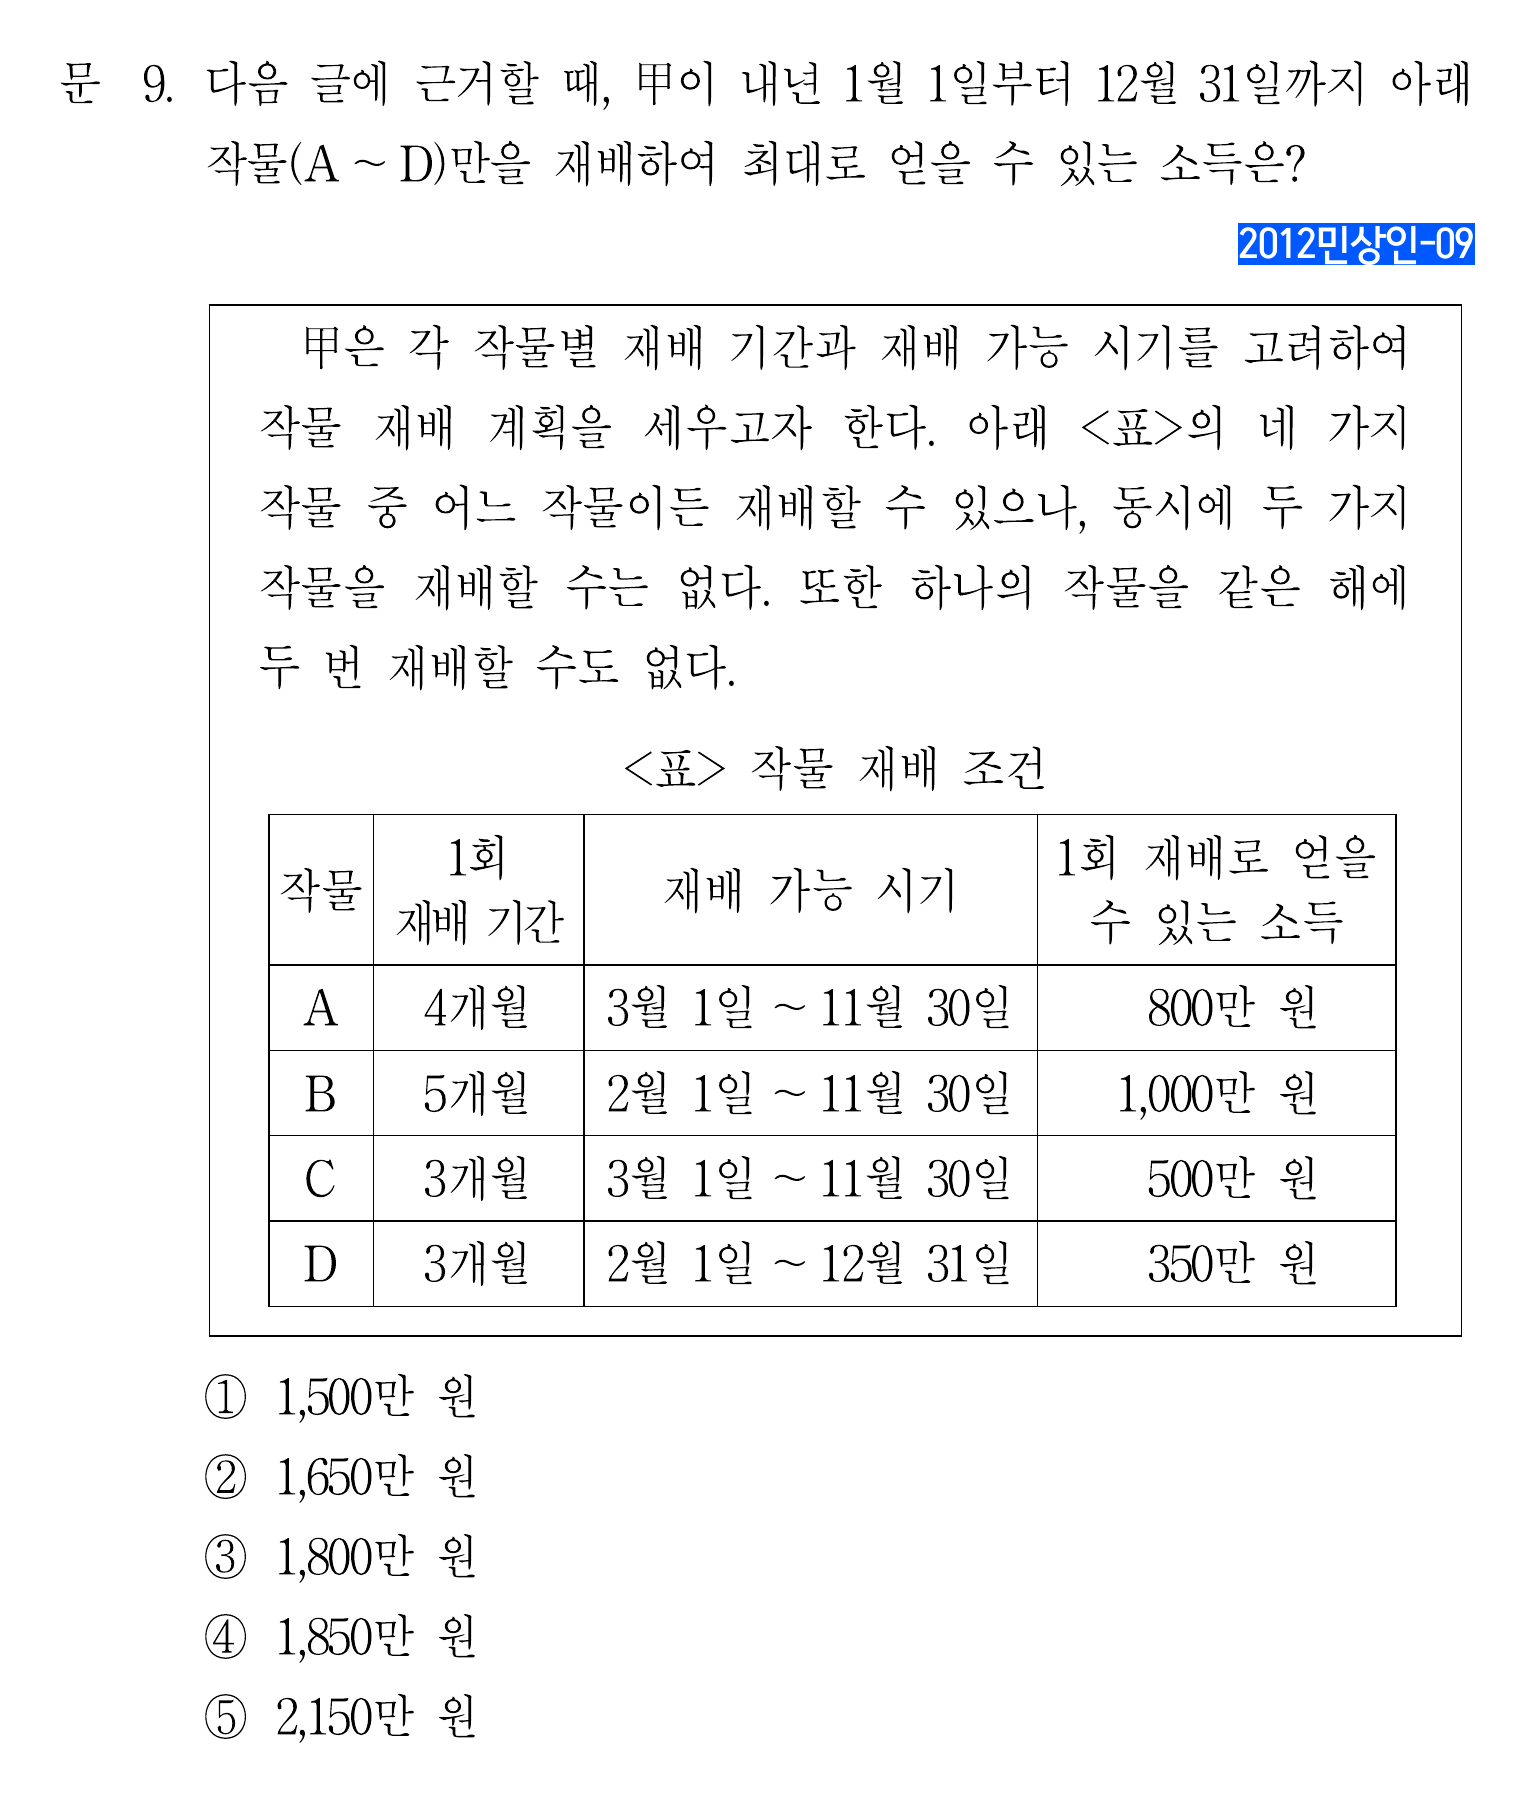 문 9. 다음 글에 근거할 때, 甲이 내년 1월 1일부터 12월 31일까지 아래
작물(A ~ D)만을 재배하여 최대로 얻을 수 있는 소득은?
2012민상인-09
甲은 각 작물별 재배 기간과 재배 가능 시기를 고려하여
작물 재배 계획을 세우고자 한다. 아래 <표>의 네 가지
작물 중 어느 작물이든 재배할 수 있으나, 동시에 두 가지
작물을 재배할 수는 없다. 또한 하나의 작물을 같은 해에
두 번 재배할 수도 없다.
<표> 작물 재배 조건
작물 1회 재배 기간 재배 가능 시기 1회 재배로 얻을 수 있는 소득
A 4개월 3월 1일 ~ 11월 30일 800만 원
B 5개월 2월 1일 ~ 11월 30일 1,000만 원
C 3개월 3월 1일 ~ 11월 30일 500만 원
D 3개월 2월 1일 ~ 12월 31일 350만 원
① 1,500만 원
② 1,650만 원
③ 1,800만 원
④ 1,850만 원
⑤ 2,150만 원